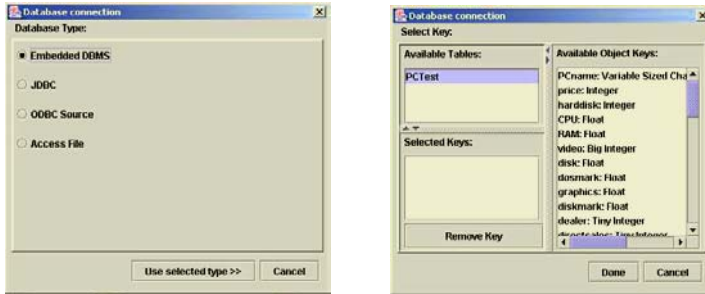 Database connection
Database Type:
Embedded DBMS
JDBC
ODBC Source
Access File
Use selected type >>
Cancel
Database connection
Select Key:
Available Tables:
PCTest
Selected Keys:
Remove Key
Available Object Keys:
PCname: Variable Sized Cha
price: Integer
harddisk: Integer
CPU: Float
RAM: Float
video: Big Integer
disk: Float
dosmark: Float
graphics: Float
diskmark: Float
dealer: Tiny Integer
Done
Cancel